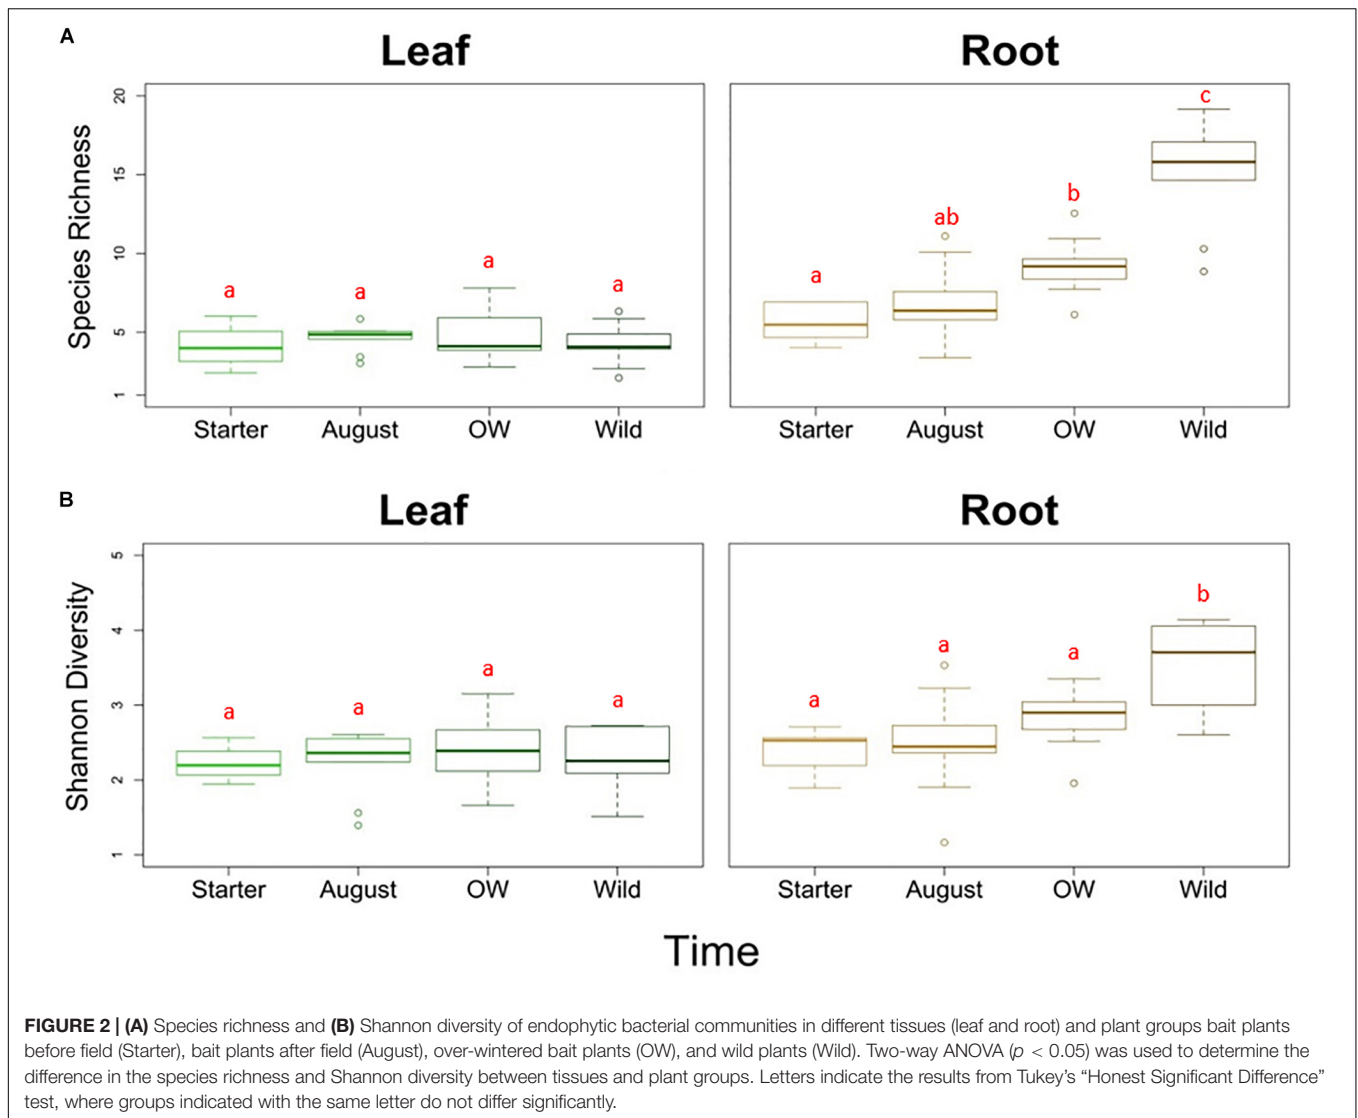 A
Leaf
Root
Species Richness
20
15
10
5
1
a
a
a
a
a
ab
b
c
Starter
August
OW
Wild
Starter
August
OW
Wild
B
Leaf
Root
Shannon Diversity
5
4
3
2
1
a
a
a
a
a
a
a
b
Starter
August
OW
Wild
Starter
August
OW
Wild
Time
FIGURE 2 | (A) Species richness and (B) Shannon diversity of endophytic bacterial communities in different tissues (leaf and root) and plant groups bait plants
before field (Starter), bait plants after field (August), over-wintered bait plants (OW), and wild plants (Wild). Two-way ANOVA (p < 0.05) was used to determine the
difference in the species richness and Shannon diversity between tissues and plant groups. Letters indicate the results from Tukey's “Honest Significant Difference”
test, where groups indicated with the same letter do not differ significantly.